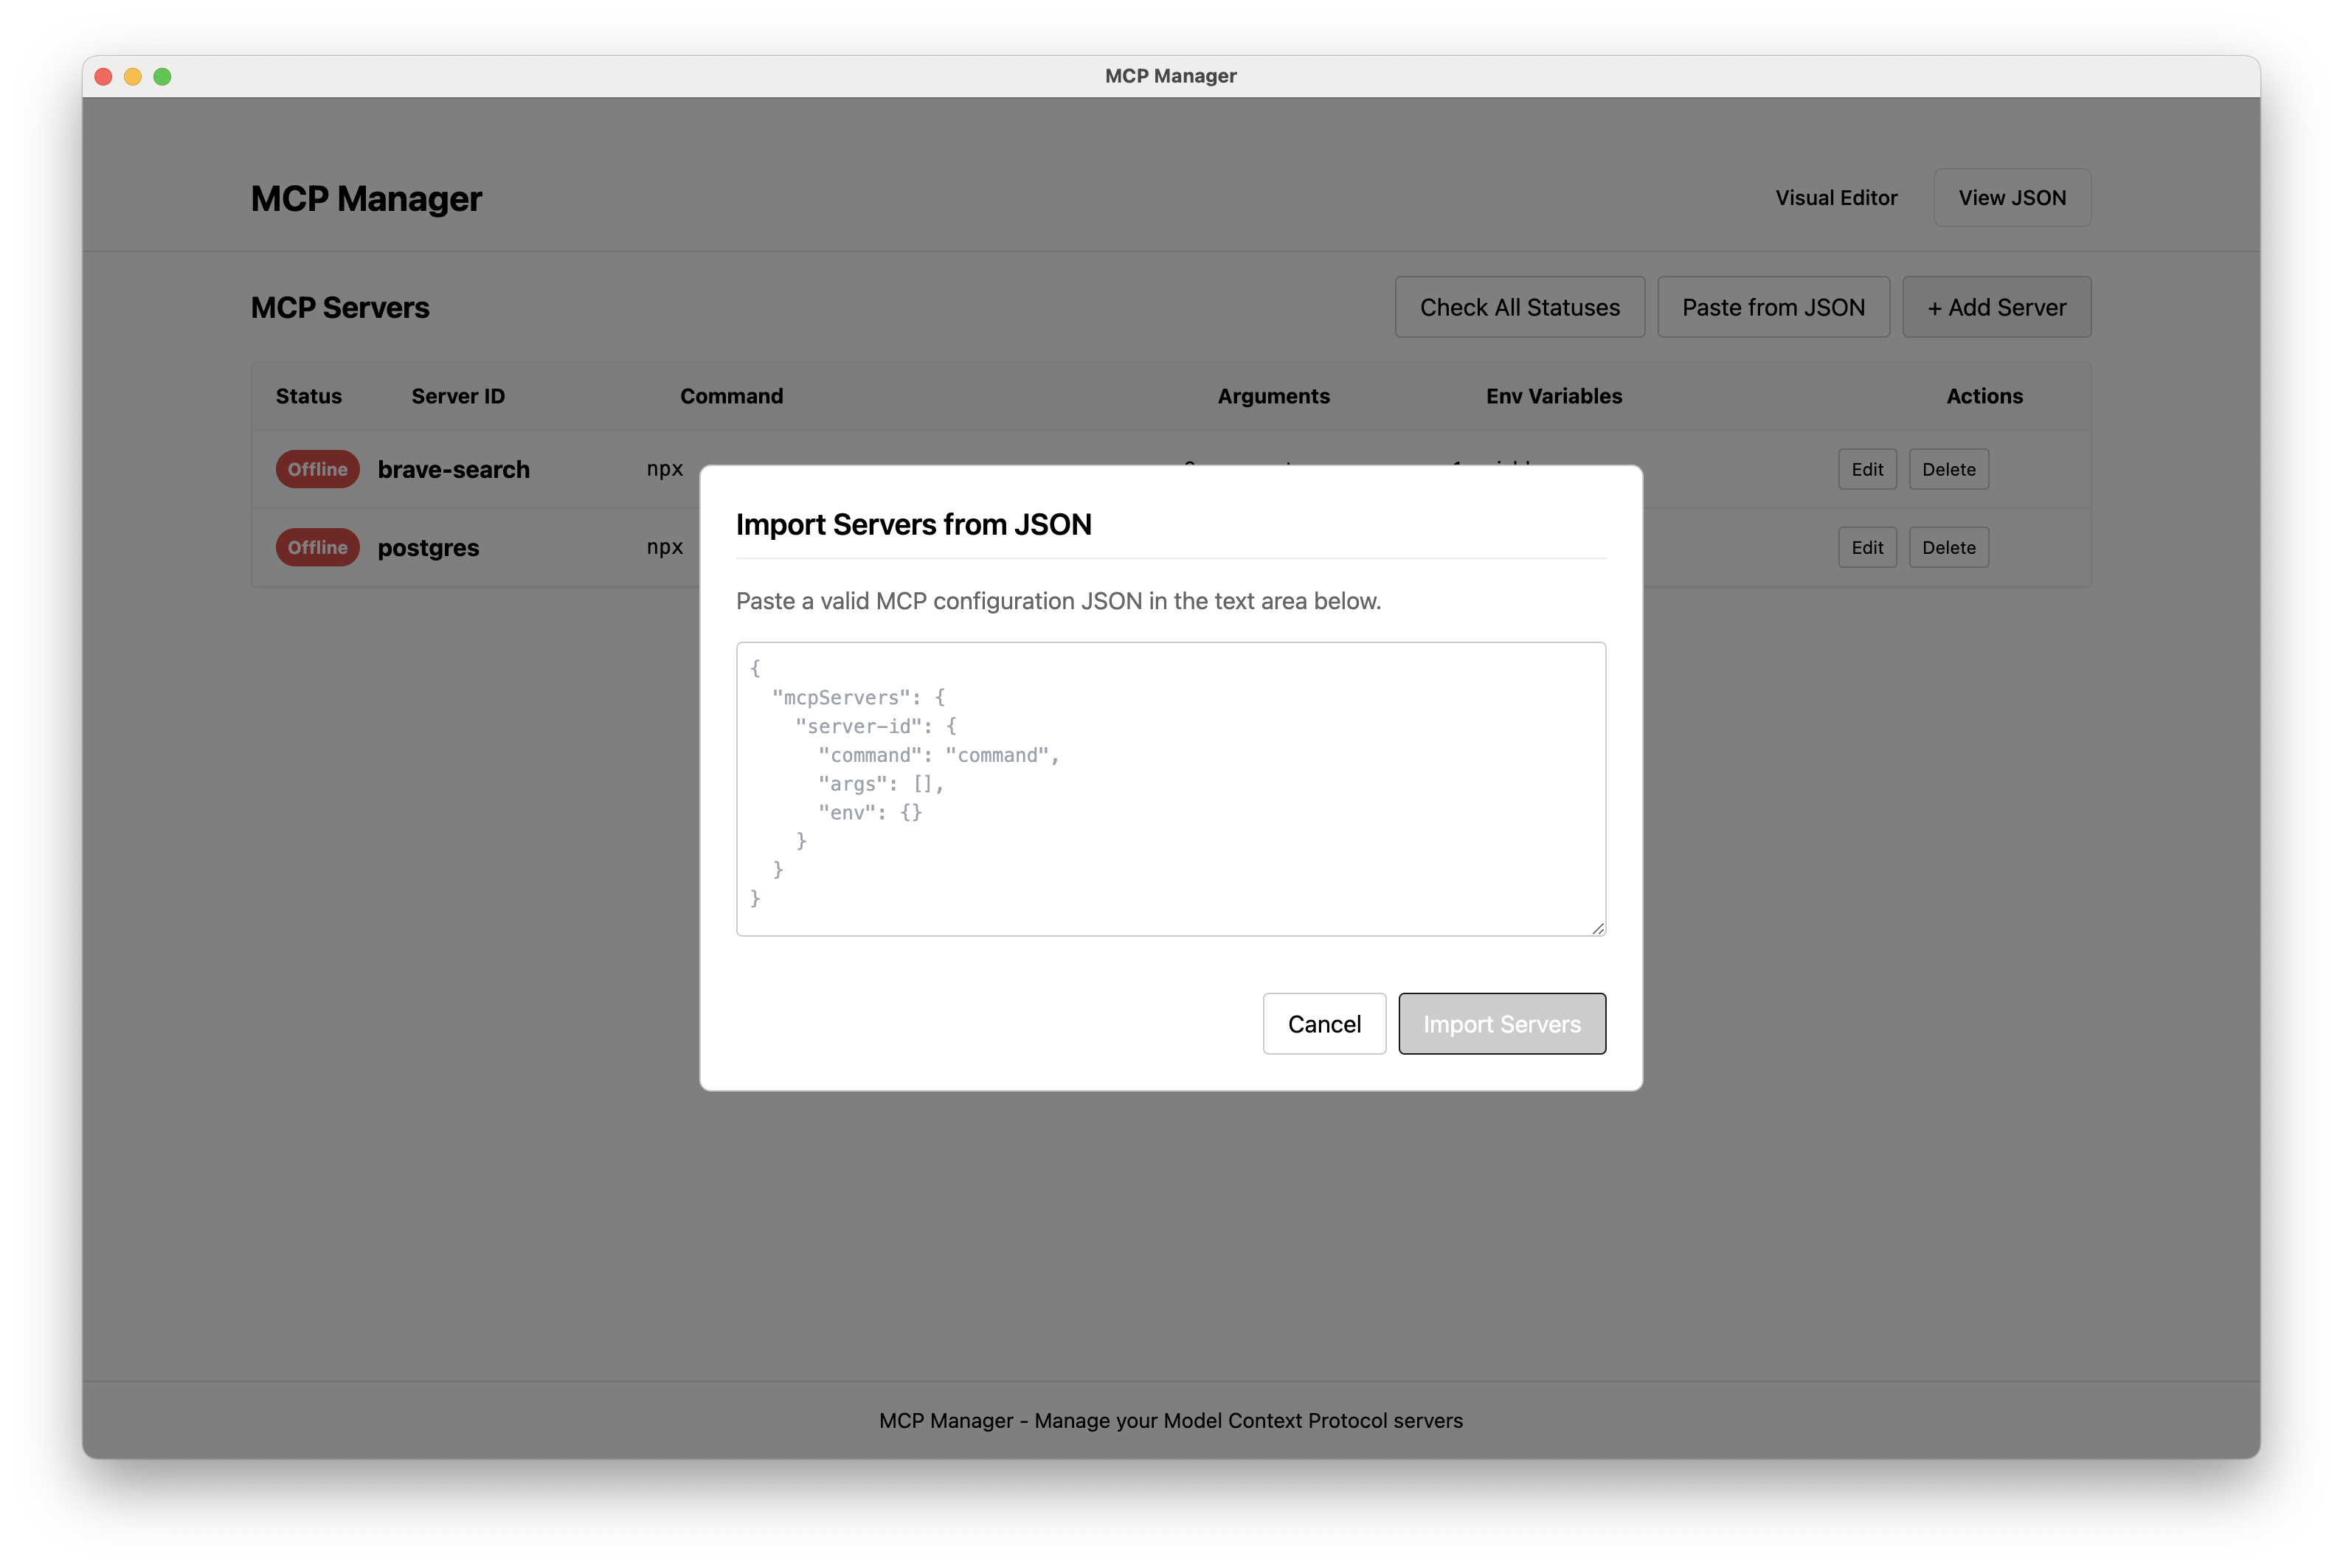 MCP Manager
MCP Manager
Visual Editor
View JSON
MCP Servers
Check All Statuses
Paste from JSON
+ Add Server
Status Server ID Command Arguments Env Variables Actions
Offline brave-search npx Edit Delete
Offline postgres npx Edit Delete
Import Servers from JSON
Paste a valid MCP configuration JSON in the text area below.
{
  "mcpServers": {
    "server-id": {
      "command": "command",
      "args": [],
      "env": {}
    }
  }
}
Cancel
Import Servers
MCP Manager - Manage your Model Context Protocol servers